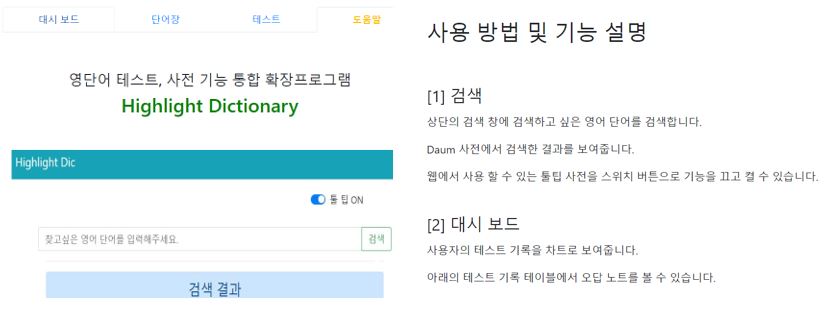 대시 보드
단어장
테스트
도움말
영단어 테스트, 사전 기능 통합 확장프로그램
Highlight Dictionary
Highlight Dic
툴 팁 ON
찾고싶은 영어 단어를 입력해주세요.
검색
검색 결과
사용 방법 및 기능 설명
[1] 검색
상단의 검색 창에 검색하고 싶은 영어 단어를 검색합니다.
Daum 사전에서 검색한 결과를 보여줍니다.
웹에서 사용 할 수 있는 툴팁 사전을 스위치 버튼으로 기능을 끄고 켤 수 있습니다.
[2] 대시 보드
사용자의 테스트 기록을 차트로 보여줍니다.
아래의 테스트 기록 테이블에서 오답 노트를 볼 수 있습니다.